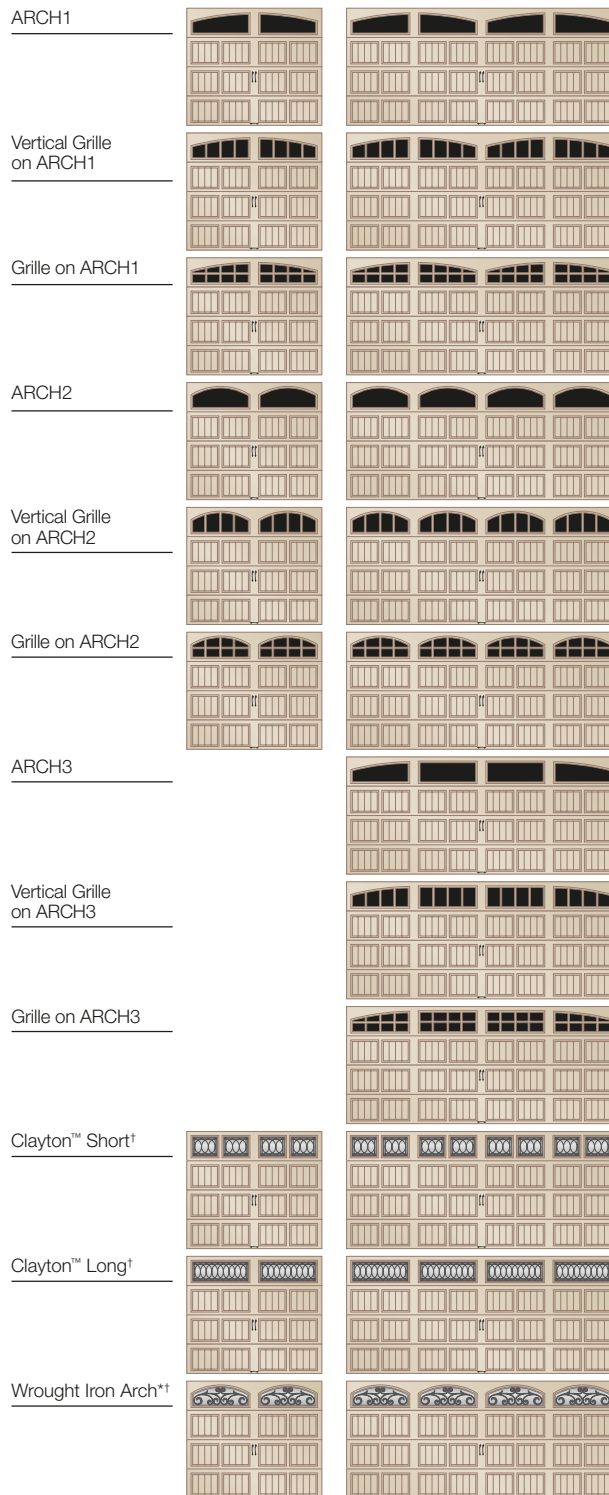 ARCH1
Vertical Grille
on ARCH1
Grille on ARCH1
ARCH2
Vertical Grille
on ARCH2
Grille on ARCH2
ARCH3
Vertical Grille
on ARCH3
Grille on ARCH3
Clayton™ Short†
Clayton™ Long†
Wrought Iron Arch*†